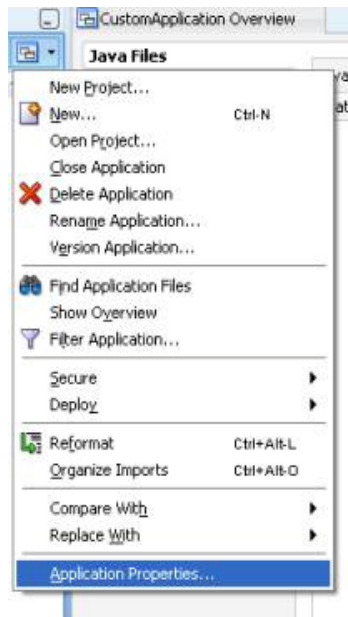 CustomApplication Overview
Java Files
New Project...
New... Ctrl-N
Open Project...
Close Application
Delete Application
Rename Application...
Version Application...
Find Application Files
Show Overview
Filter Application...
Secure
Deploy
Reformat Ctrl+Alt-L
Organize Imports Ctrl+Alt-O
Compare With
Replace With
Application Properties...